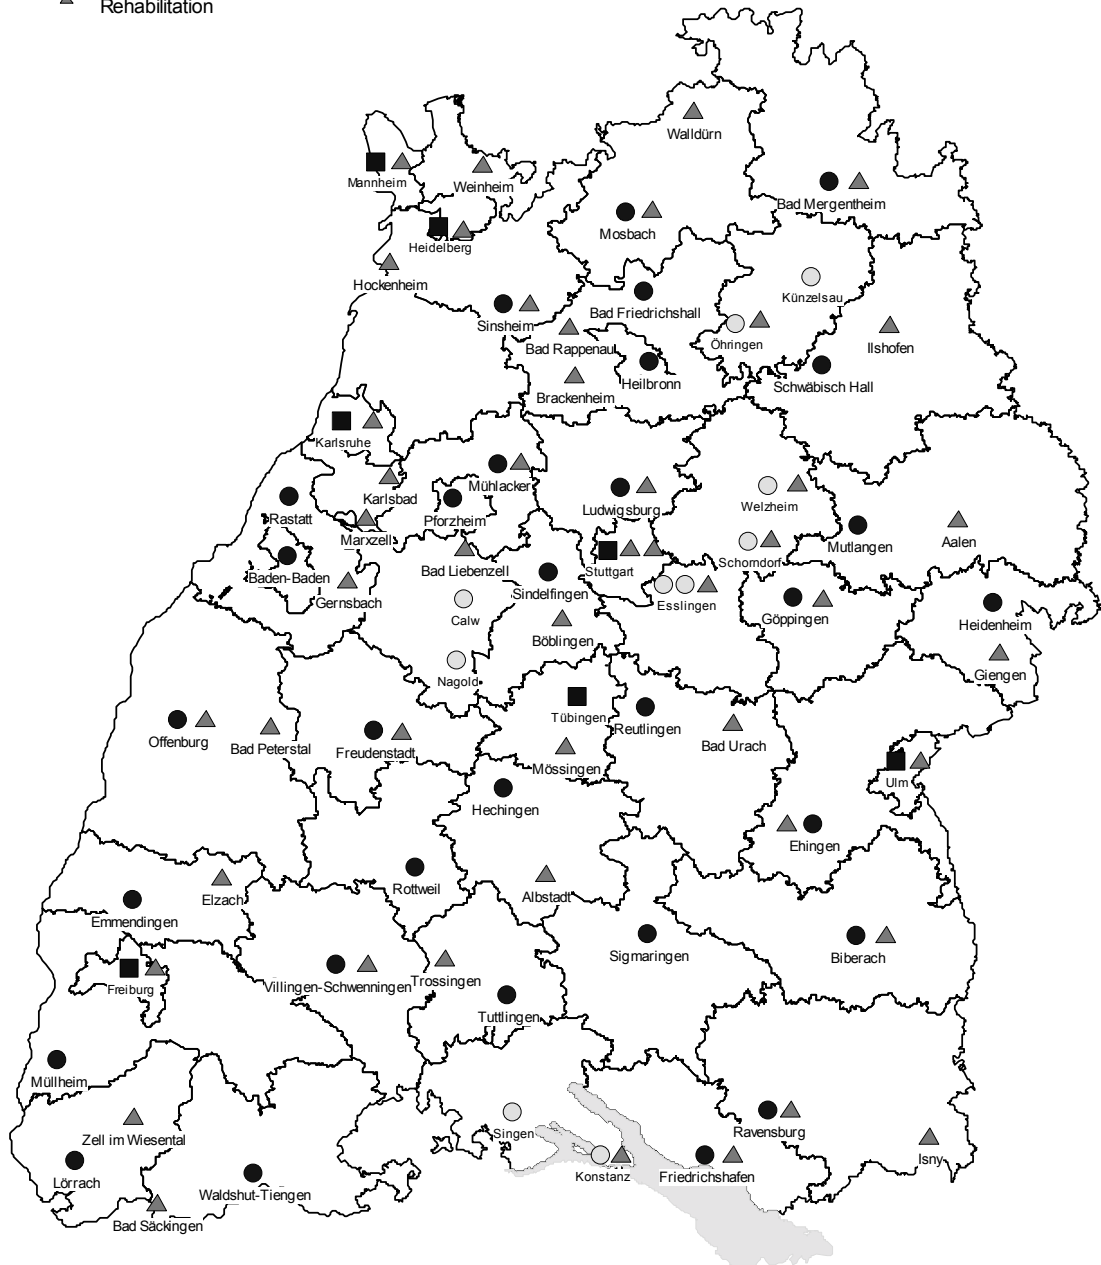 Rehabilitation
Walldürn
Mannheim
Weinheim
Bad Mergentheim
Mosbach
Heidelberg
Hockenheim
Künzelsau
Sinsheim
Bad Friedrichshall
Öhringen
Bad Rappenau
Ilshofen
Heilbronn
Schwäbisch Hall
Brackenheim
Karlsruhe
Mühlacker
Karlsbad
Pforzheim
Ludwigsburg
Welzheim
Rastatt
Marxzell
Mutlangen
Aalen
Schorndorf
Stuttgart
Bad Liebenzell
Baden-Baden
Sindelfingen
Gernsbach
Esslingen
Göppingen
Heidenheim
Calw
Böblingen
Giengen
Nagold
Tübingen
Reutlingen
Offenburg
Bad Peterstal
Freudenstadt
Bad Urach
Mössingen
Ulm
Hechingen
Ehingen
Rottweil
Albstadt
Elzach
Emmendingen
Sigmaringen
Biberach
Freiburg
Villingen-Schwenningen
Trossingen
Tuttlingen
Müllheim
Zell im Wiesental
Singen
Ravensburg
Isny
Lörrach
Waldshut-Tiengen
Konstanz
Friedrichshafen
Bad Säckingen